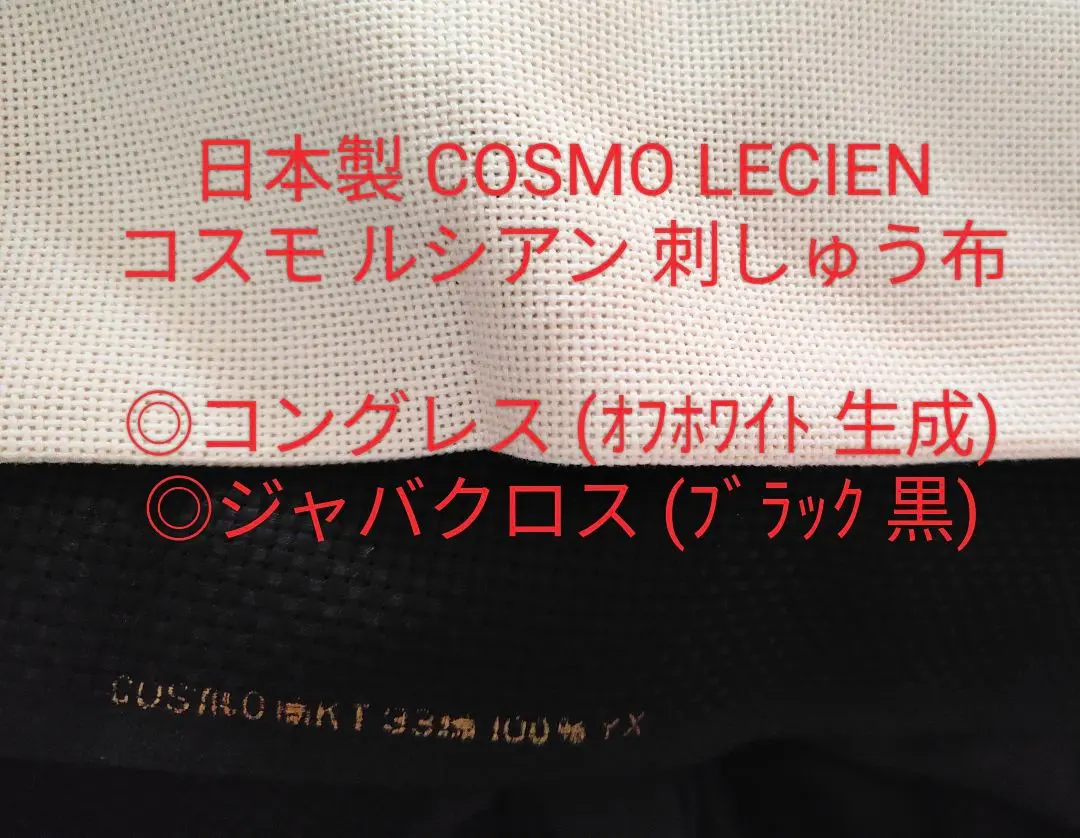 日本製 COSMO LECIEN
コスモ ルシアン 刺しゅう布
◎コングレス (ｵﾌﾎﾜｲﾄ 生成)
◎ジャバクロス (ﾌﾞﾗｯｸ 黒)
COSMO 100%